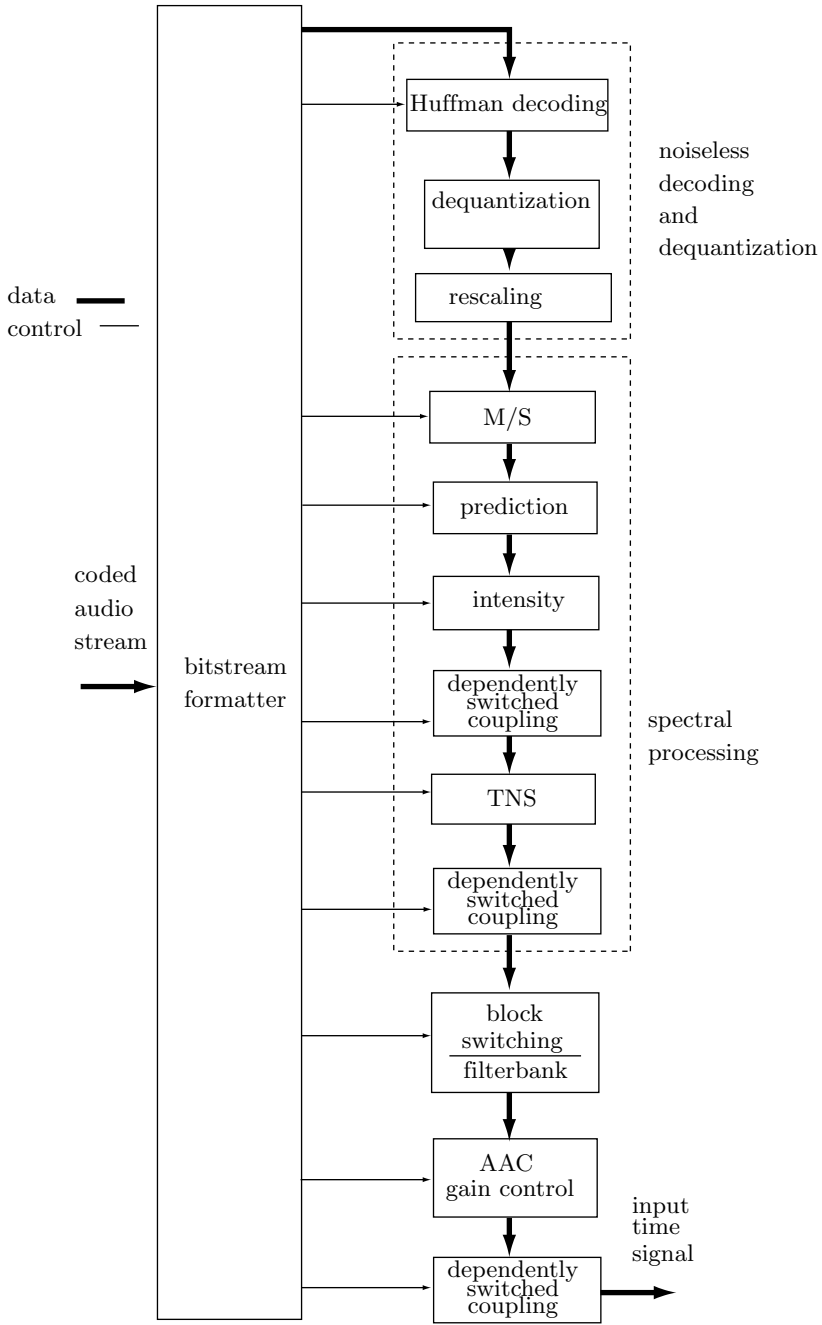 Huffman decoding
noiseless
decoding
and
dequantization
dequantization
rescaling
data
control
M/S
prediction
intensity
coded
audio
stream
bitstream
formatter
dependently
switched
coupling
spectral
processing
TNS
dependently
switched
coupling
block
switching
filterbank
AAC
gain control
input
time
signal
dependently
switched
coupling